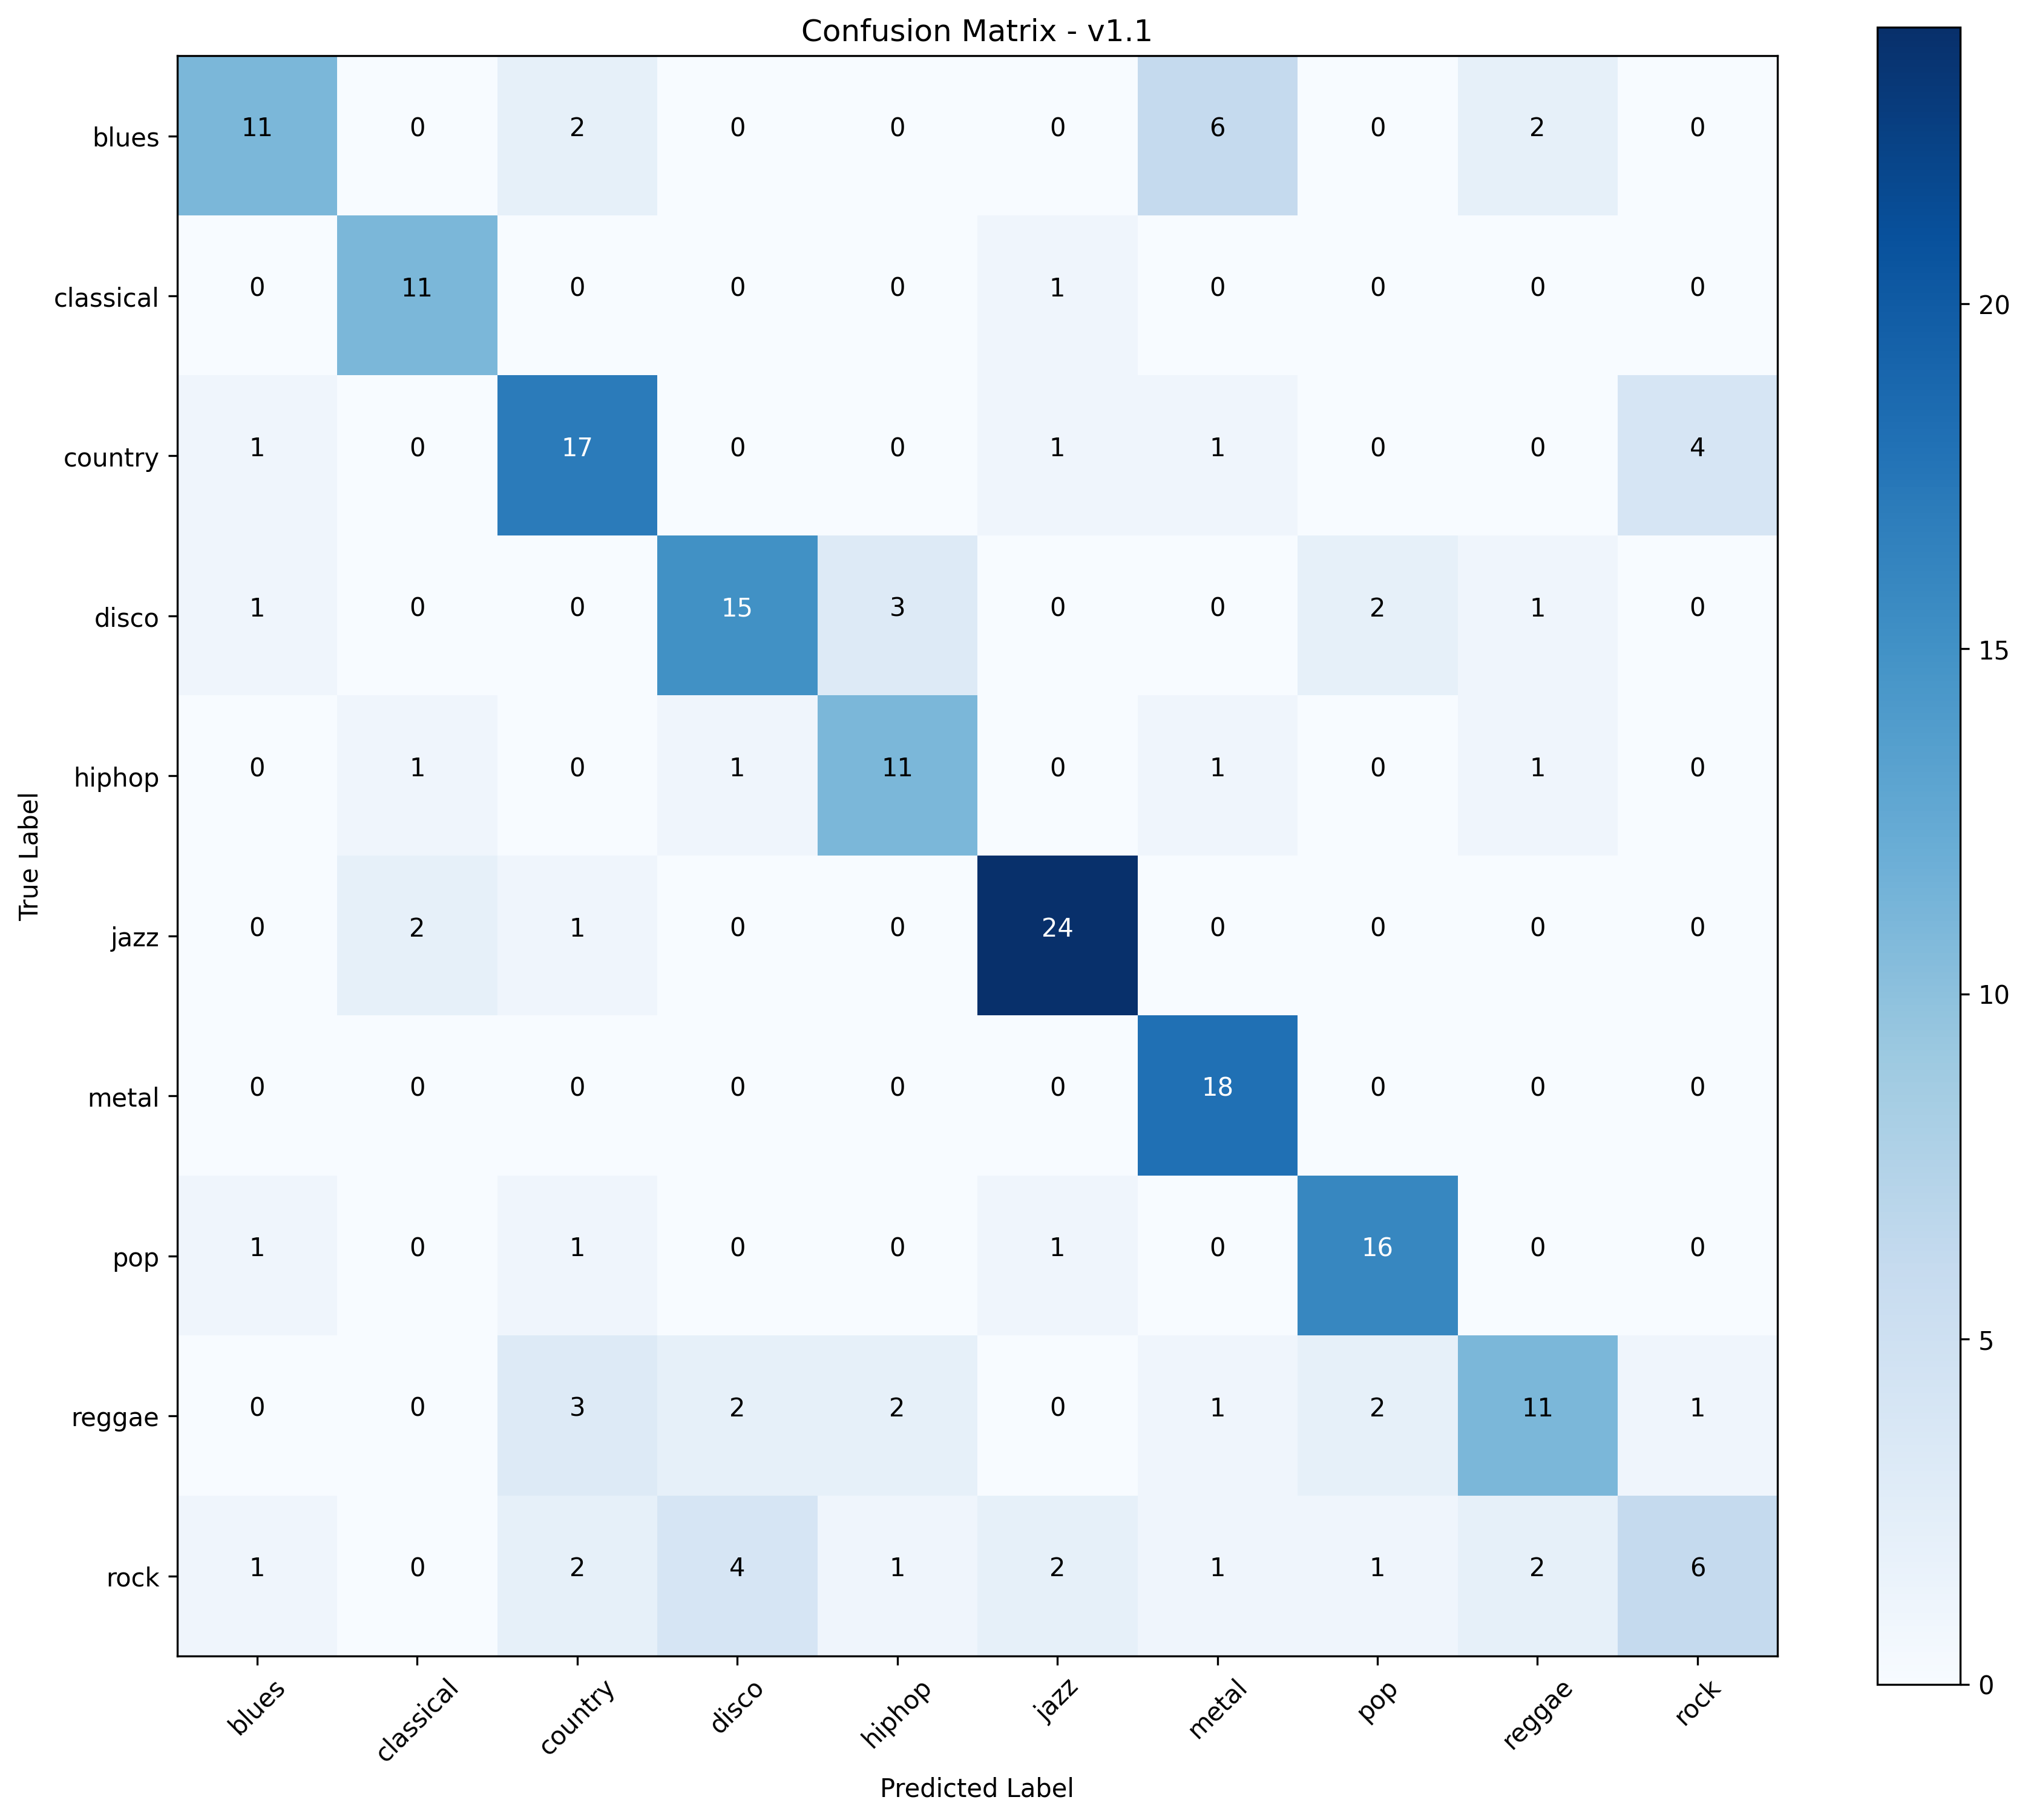 Confusion Matrix - v1.1
blues 11 0 2 0 0 0 6 0 2 0
classical 0 11 0 0 0 1 0 0 0 0
country 1 0 17 0 0 1 1 0 0 4
disco 1 0 0 15 3 0 0 2 1 0
hiphop 0 1 0 1 11 0 1 0 1 0
jazz 0 2 1 0 0 24 0 0 0 0
metal 0 0 0 0 0 0 18 0 0 0
pop 1 0 1 0 0 1 0 16 0 0
reggae 0 0 3 2 2 0 1 2 11 1
rock 1 0 2 4 1 2 1 1 2 6
True Label
blues classical country disco hiphop jazz metal pop reggae rock
Predicted Label
20
15
10
5
0